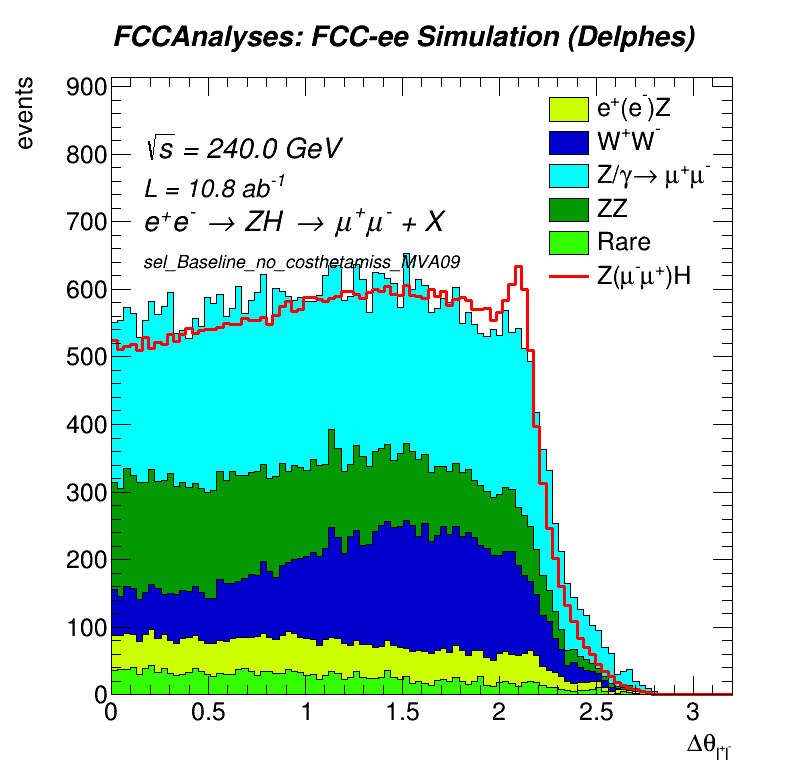 FCCAnalyses: FCC-ee Simulation (Delphes)
events
900
800
700
600
500
400
300
200
100
0
√s = 240.0 GeV
L = 10.8 ab⁻¹
e⁺e⁻ → ZH → μ⁺μ⁻ + X
sel_Baseline_no_costhetamiss_MVA09
e⁺(e⁻)Z
W⁺W⁻
Z/γ→ μ⁺μ⁻
ZZ
Rare
Z(μ⁻μ⁺)H
0 0.5 1 1.5 2 2.5 3
Δθ_l⁺l⁻